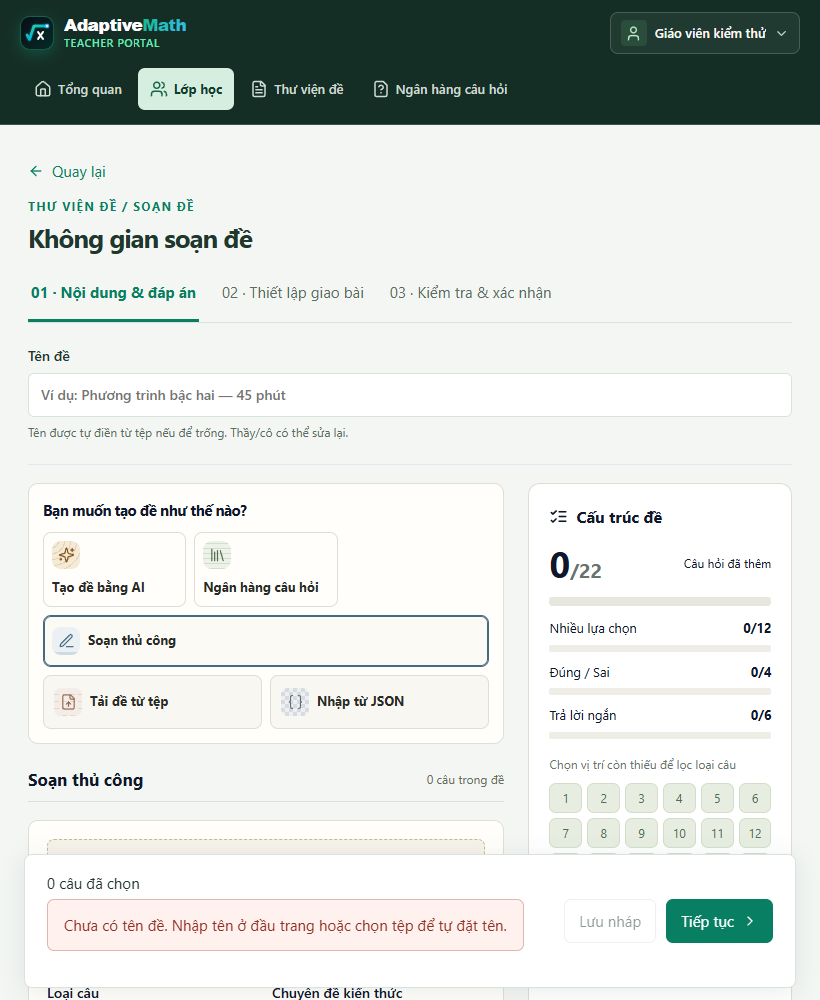 AdaptiveMath
TEACHER PORTAL
Giáo viên kiểm thử
Tổng quan
Lớp học
Thư viện đề
Ngân hàng câu hỏi
Quay lại
THƯ VIỆN ĐỀ / SOẠN ĐỀ
Không gian soạn đề
01 · Nội dung & đáp án
02 · Thiết lập giao bài
03 · Kiểm tra & xác nhận
Tên đề
Ví dụ: Phương trình bậc hai — 45 phút
Tên được tự điền từ tệp nếu để trống. Thầy/cô có thể sửa lại.
Bạn muốn tạo đề như thế nào?
Tạo đề bằng AI
Ngân hàng câu hỏi
Soạn thủ công
Tải đề từ tệp
Nhập từ JSON
Soạn thủ công
0 câu trong đề
Cấu trúc đề
0/22
Câu hỏi đã thêm
Nhiều lựa chọn
0/12
Đúng / Sai
0/4
Trả lời ngắn
0/6
Chọn vị trí còn thiếu để lọc loại câu
1 2 3 4 5 6
7 8 9 10 11 12
0 câu đã chọn
Chưa có tên đề. Nhập tên ở đầu trang hoặc chọn tệp để tự đặt tên.
Lưu nháp
Tiếp tục
Loại câu
Chuyên đề kiến thức